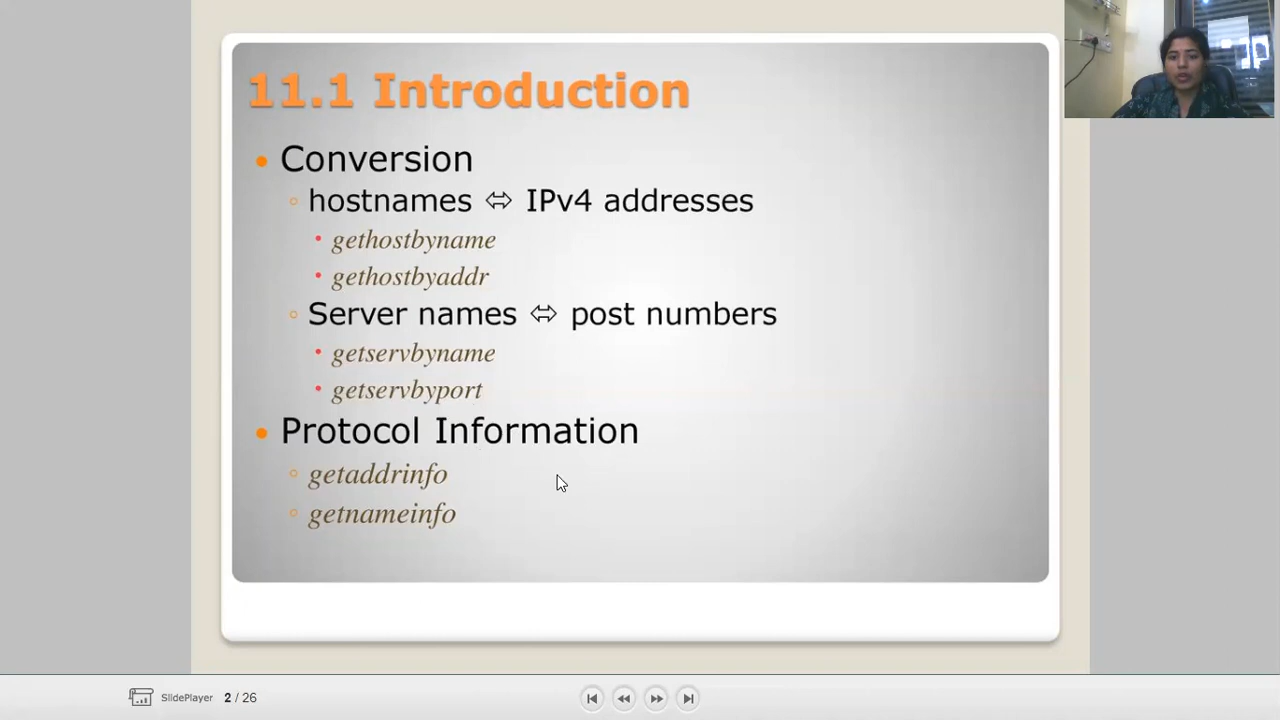 11.1 Introduction
Conversion
hostnames ⇔ IPv4 addresses
gethostbyname
gethostbyaddr
Server names ⇔ post numbers
getservbyname
getservbyport
Protocol Information
getaddrinfo
getnameinfo
SlidePlayer 2 / 26